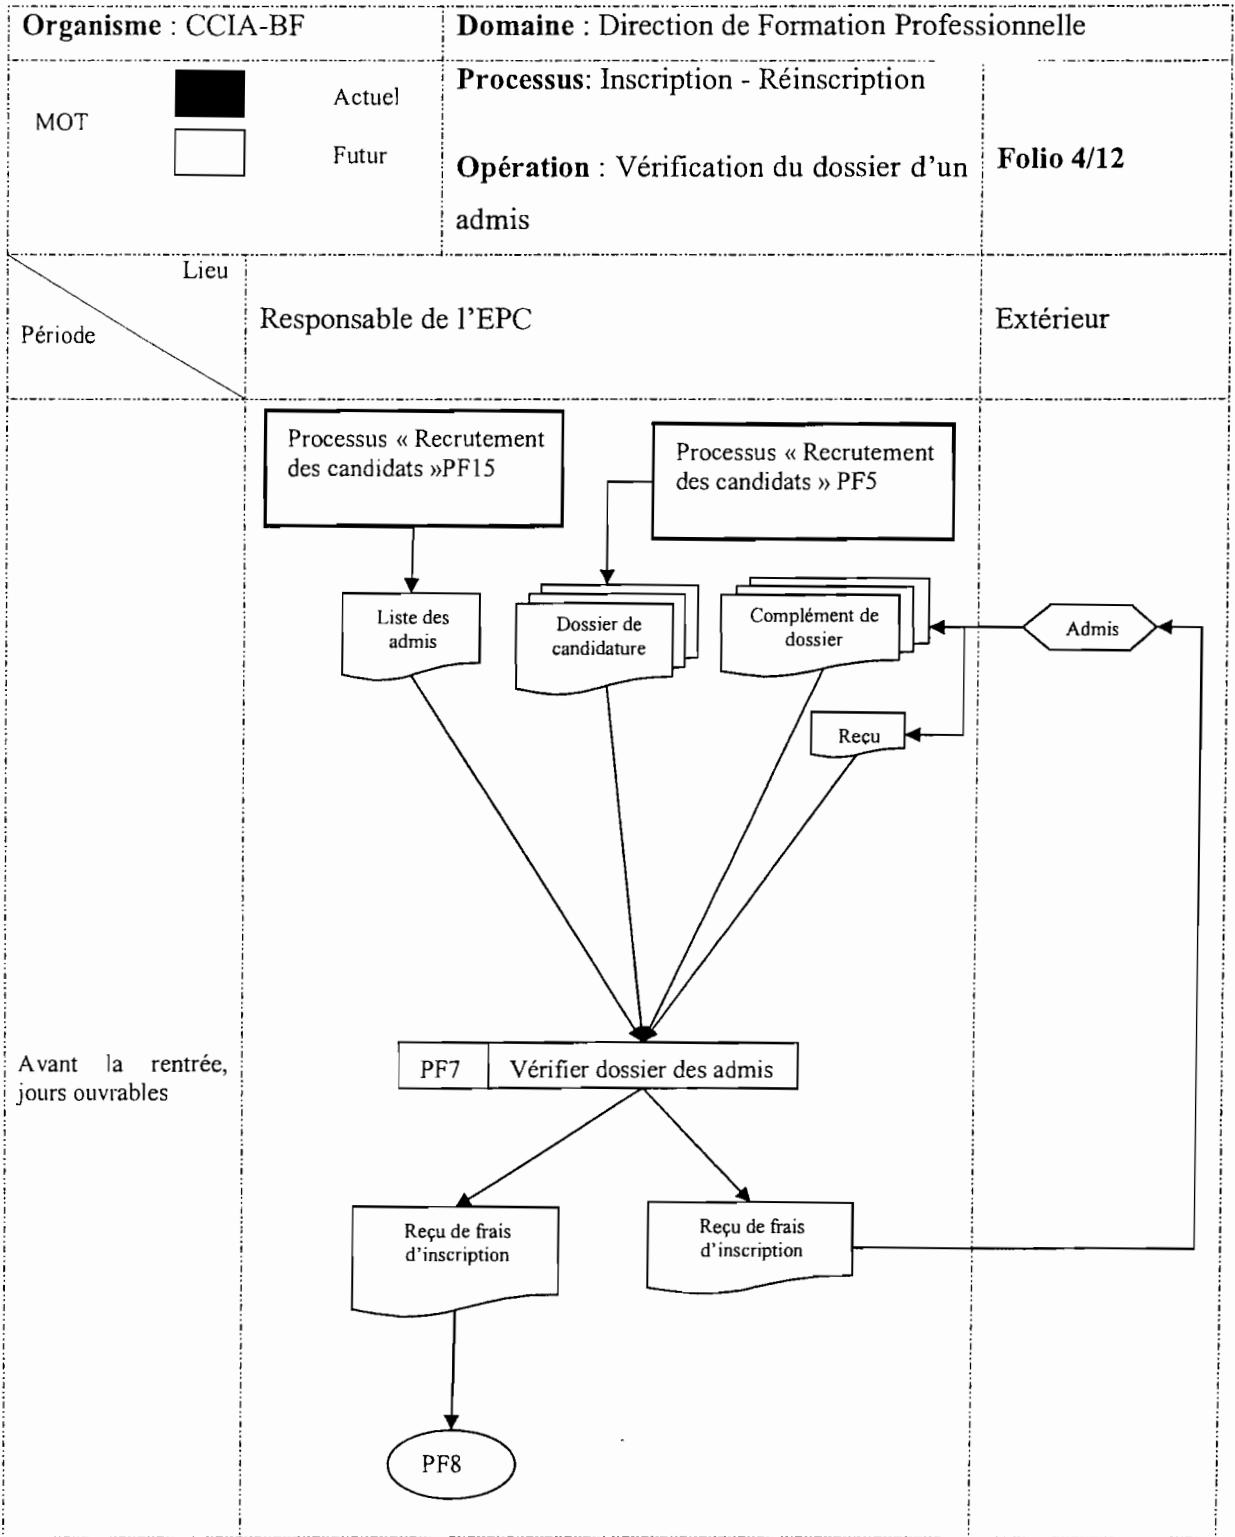 Organisme : CCIA-BF
Domaine : Direction de Formation Professionnelle
MOT
Actuel
Futur
Processus: Inscription - Réinscription
Opération : Vérification du dossier d'un
admis
Folio 4/12
Lieu
Période
Responsable de l'EPC
Extérieur
Processus « Recrutement
des candidats »PF15
Processus « Recrutement
des candidats » PF5
Liste des
admis
Dossier de
candidature
Complément de
dossier
Admis
Reçu
Avant la rentrée,
jours ouvrables
PF7
Vérifier dossier des admis
Reçu de frais
d'inscription
Reçu de frais
d'inscription
PF8